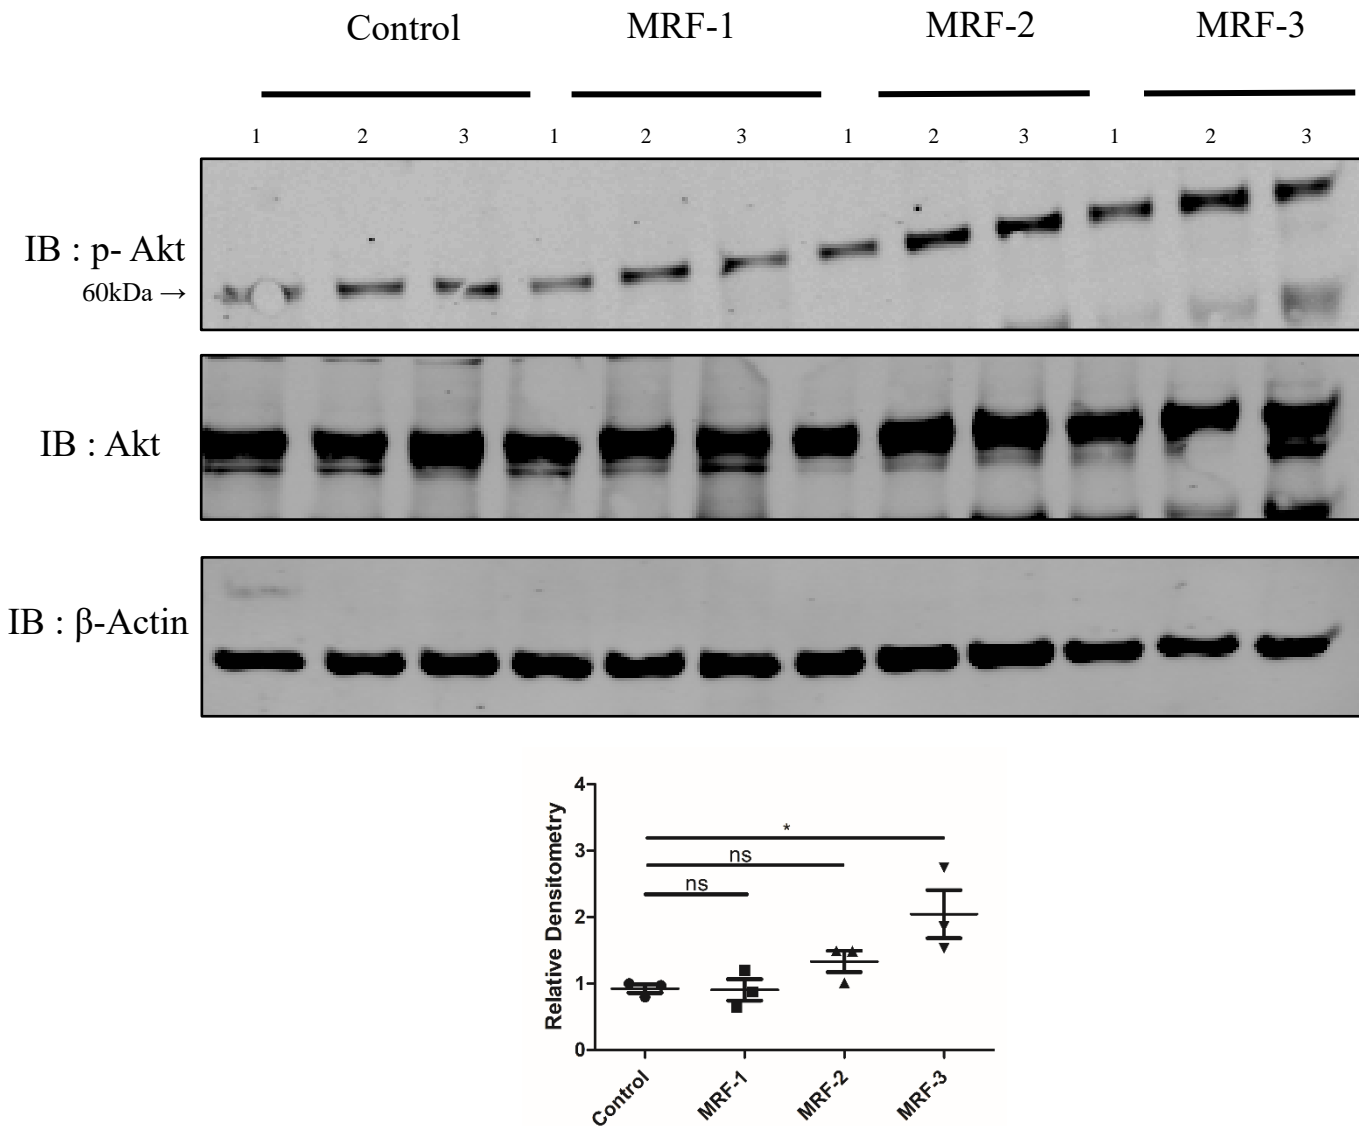 Control MRF-1 MRF-2 MRF-3
1 2 3 1 2 3 1 2 3 1 2 3
IB : p- Akt
60kDa →
IB : Akt
IB : β-Actin
Relative Densitometry
4
3
2
1
0
*
ns
ns
Control MRF-1 MRF-2 MRF-3